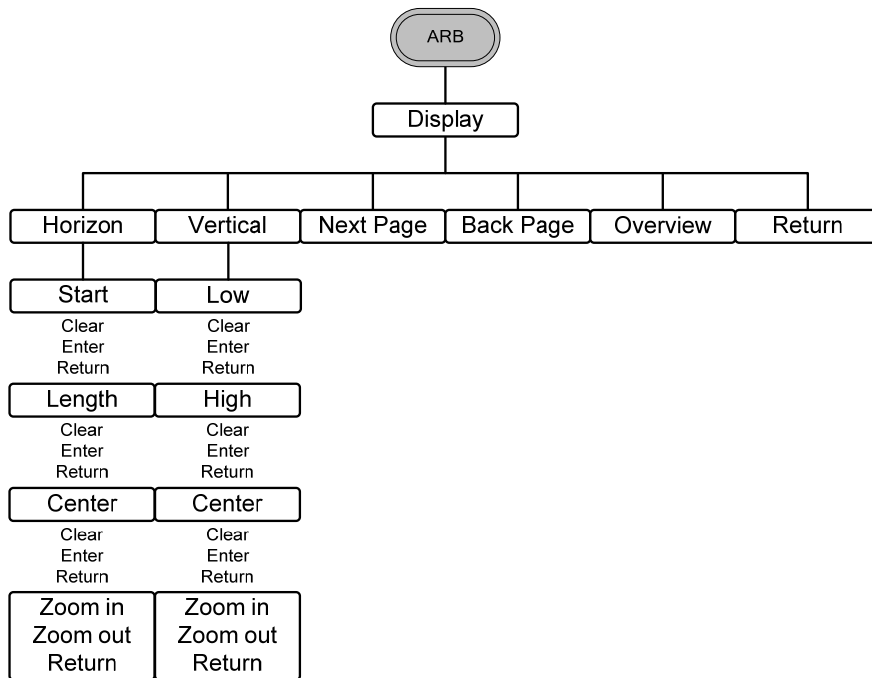 ARB
Display
Horizon
Vertical
Next Page
Back Page
Overview
Return
Start
Low
Clear
Enter
Return
Clear
Enter
Return
Length
High
Clear
Enter
Return
Clear
Enter
Return
Center
Center
Clear
Enter
Return
Clear
Enter
Return
Zoom in
Zoom out
Return
Zoom in
Zoom out
Return